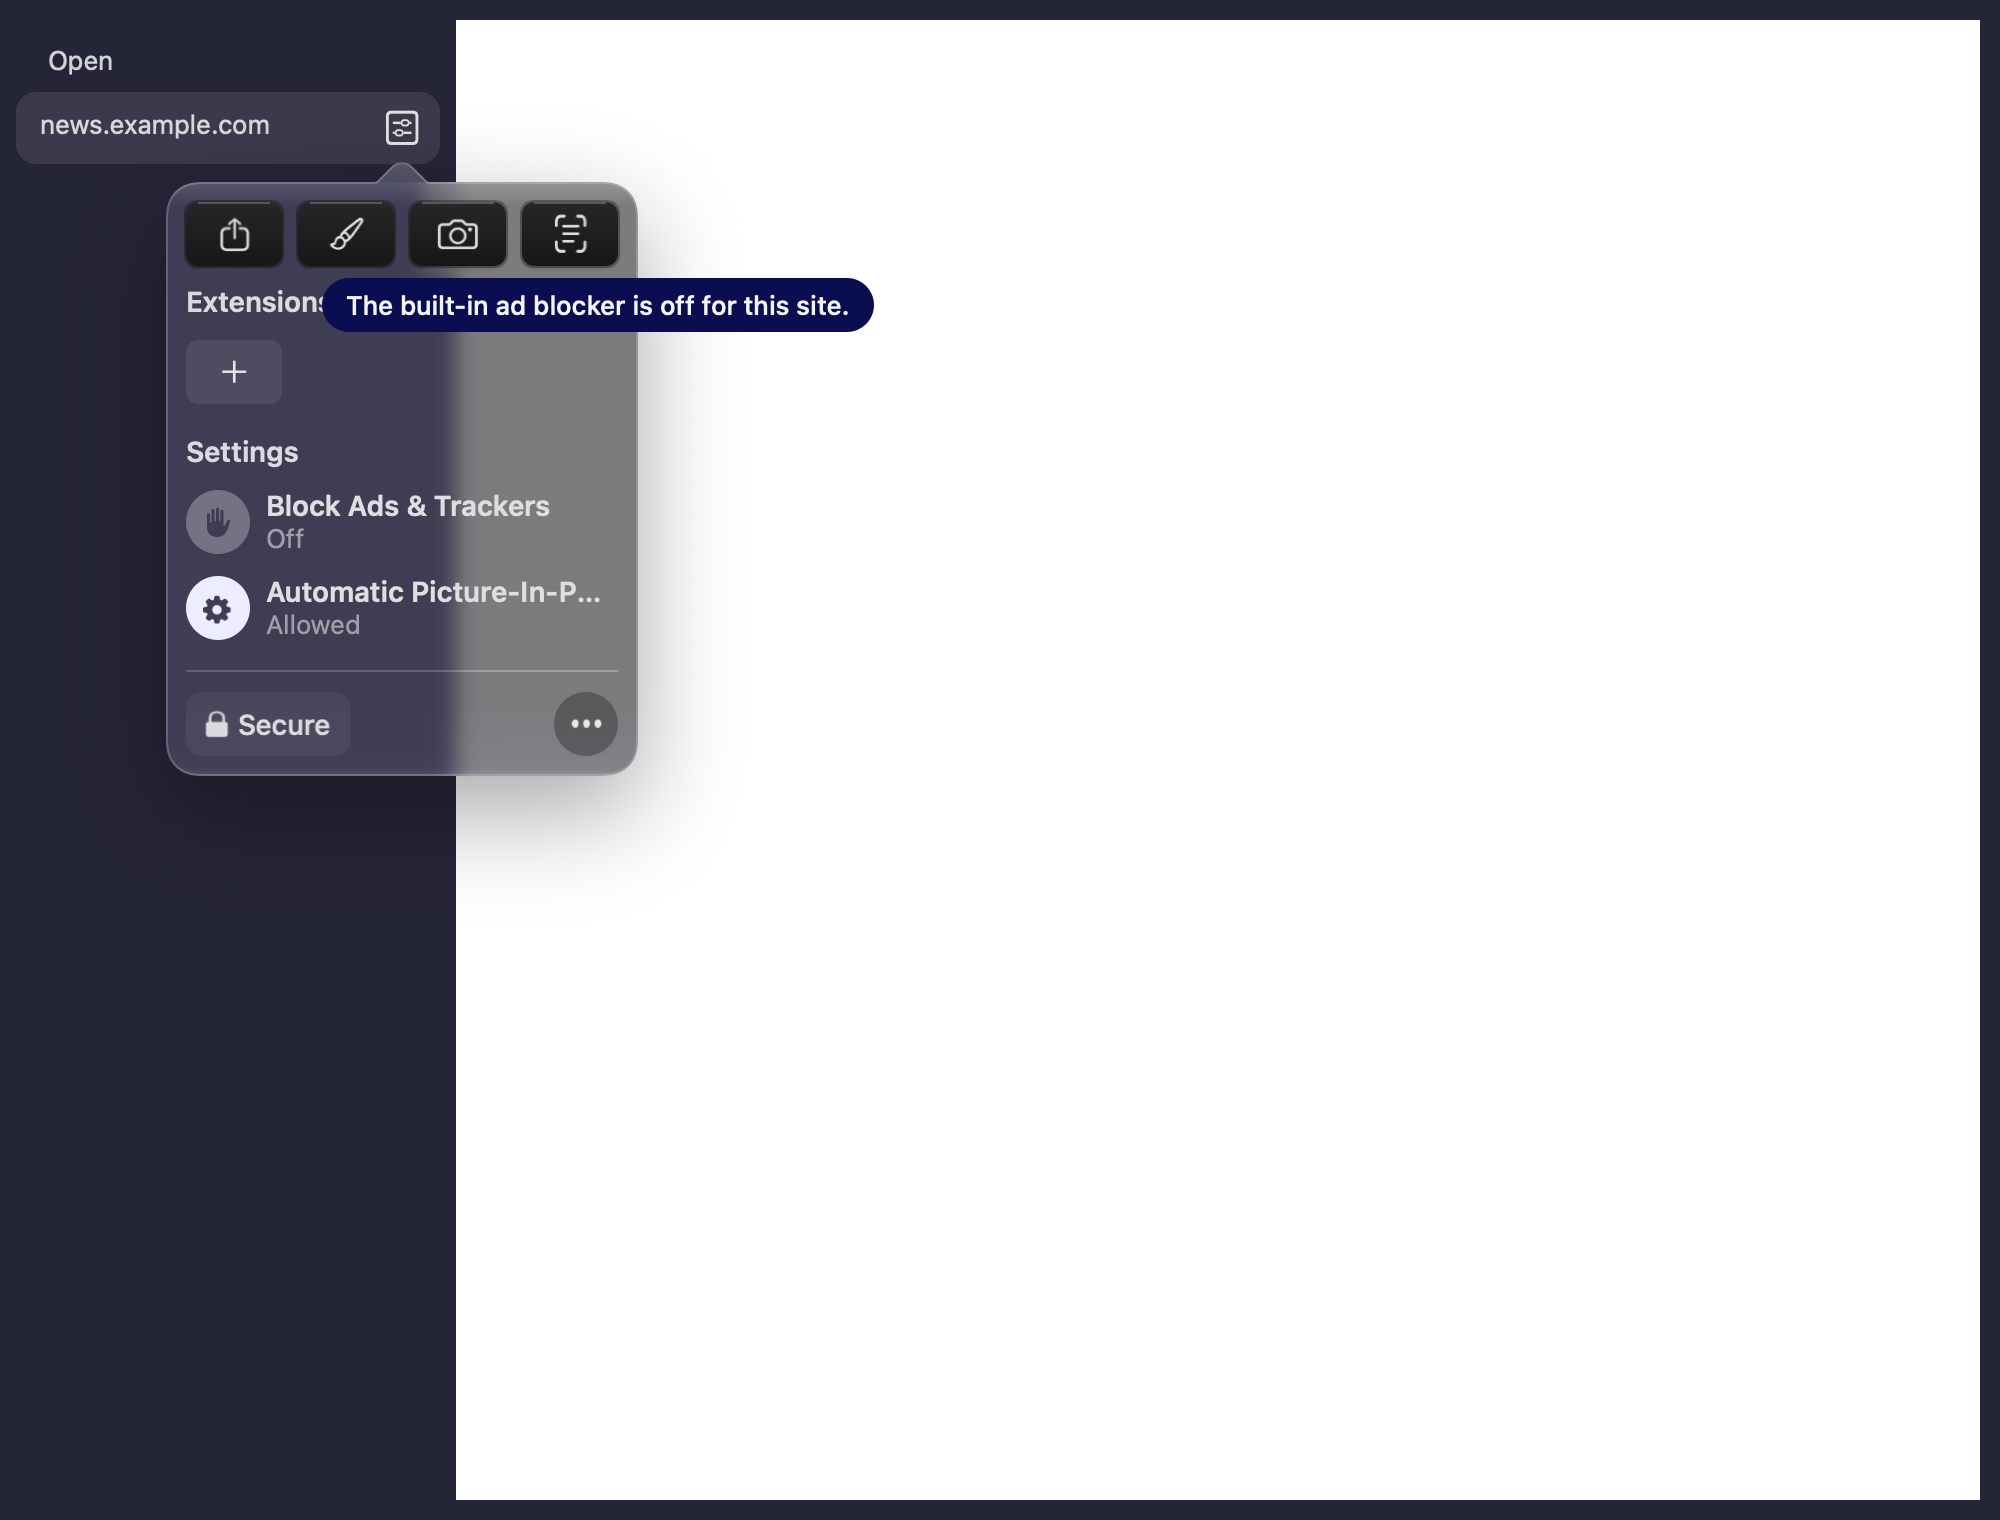 Open
news.example.com
Extensions
The built-in ad blocker is off for this site.
Settings
Block Ads & Trackers
Off
Automatic Picture-In-P...
Allowed
Secure